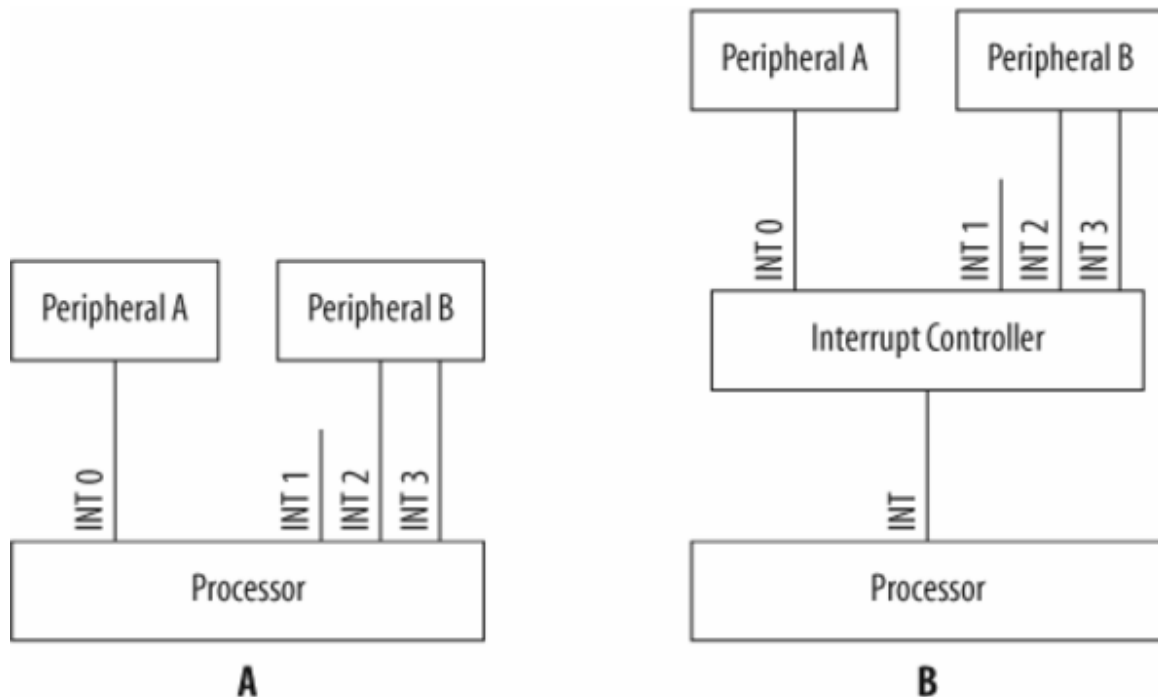 Peripheral A
Peripheral B
INT 0
INT 1
INT 2
INT 3
Processor
A
Peripheral A
Peripheral B
INT 0
INT 1
INT 2
INT 3
Interrupt Controller
INT
Processor
B